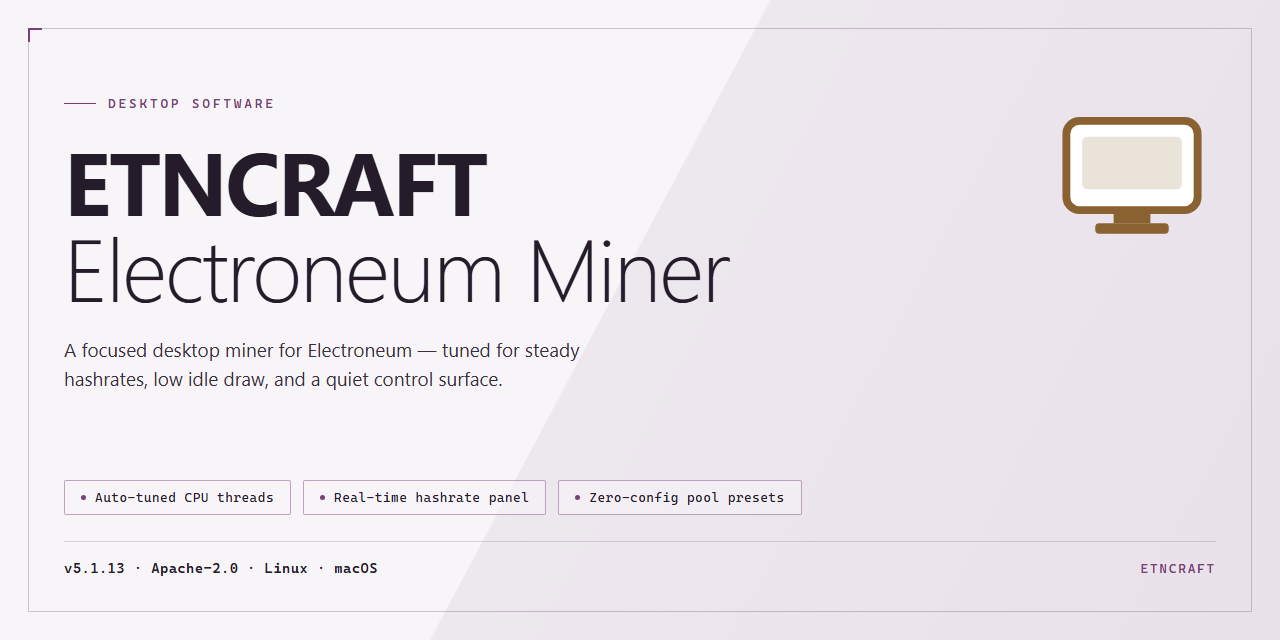 DESKTOP SOFTWARE
ETNCRAFT
Electroneum Miner
A focused desktop miner for Electroneum — tuned for steady
hashrates, low idle draw, and a quiet control surface.
Auto-tuned CPU threads
Real-time hashrate panel
Zero-config pool presets
v5.1.13 · Apache-2.0 · Linux · macOS
ETNCRAFT